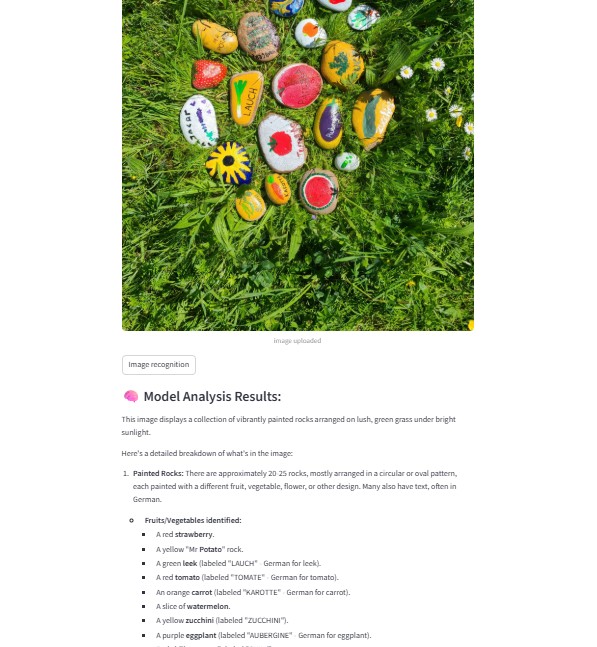 LAUCH
Image uploaded
Image recognition
🧠 Model Analysis Results:
This image displays a collection of vibrantly painted rocks arranged on lush, green grass under bright
sunlight.
Here's a detailed breakdown of what's in the image:
1. Painted Rocks: There are approximately 20-25 rocks, mostly arranged in a circular or oval pattern,
each painted with a different fruit, vegetable, flower, or other design. Many also have text, often in
German.
Fruits/Vegetables identified:
A red strawberry.
A yellow "Mr Potato" rock.
A green leek (labeled "LAUCH" - German for leek).
A red tomato (labeled "TOMATE" - German for tomato).
An orange carrot (labeled "KAROTTE" - German for carrot).
A slice of watermelon.
A yellow zucchini (labeled "ZUCCHINI").
A purple eggplant (labeled "AUBERGINE" - German for eggplant).